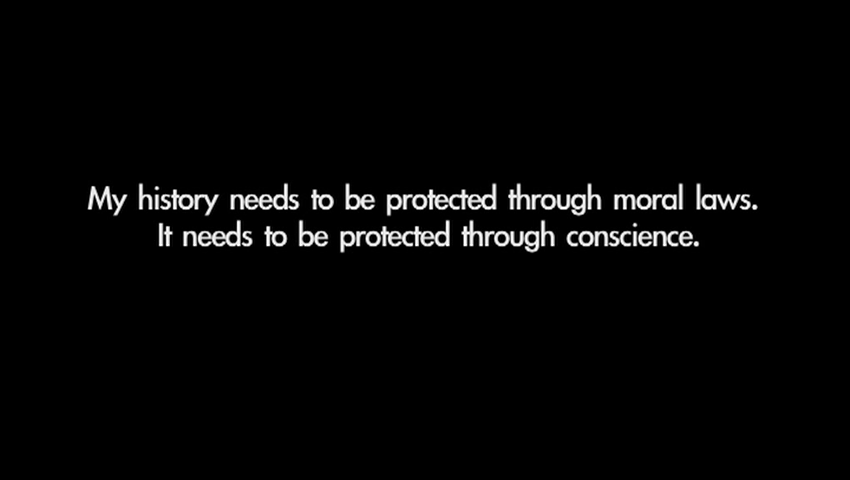 My history needs to be protected through moral laws.
It needs to be protected through conscience.